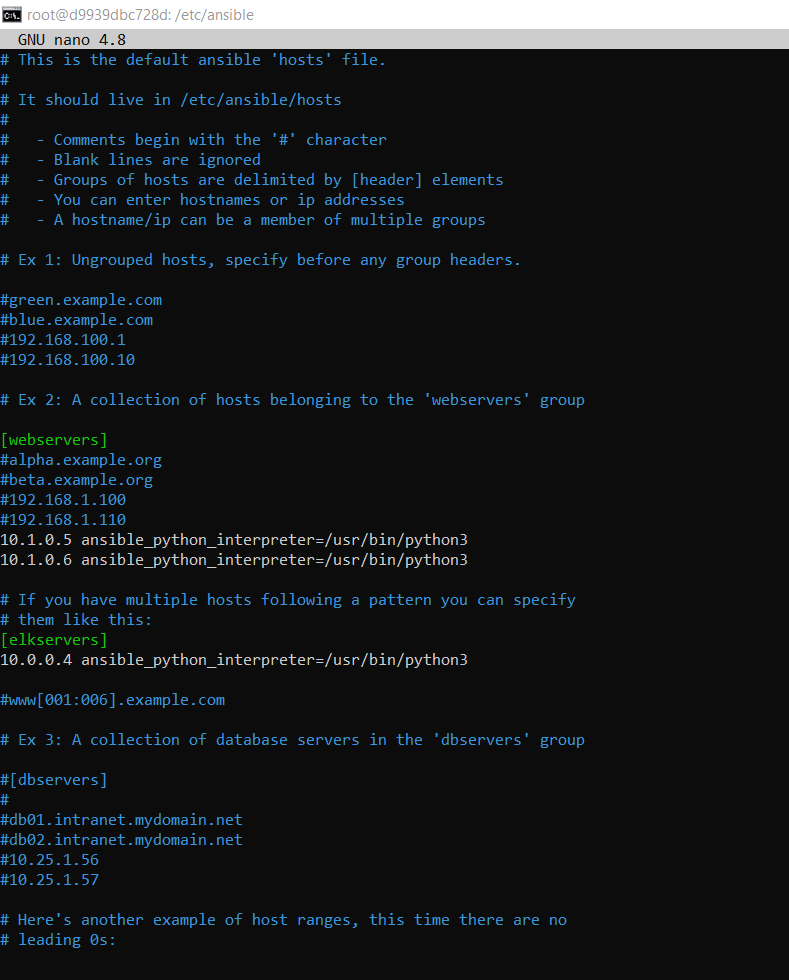 root@d9939dbc728d: /etc/ansible
GNU nano 4.8
# This is the default ansible 'hosts' file.
#
# It should live in /etc/ansible/hosts
#
#   - Comments begin with the '#' character
#   - Blank lines are ignored
#   - Groups of hosts are delimited by [header] elements
#   - You can enter hostnames or ip addresses
#   - A hostname/ip can be a member of multiple groups
# Ex 1: Ungrouped hosts, specify before any group headers.
#green.example.com
#blue.example.com
#192.168.100.1
#192.168.100.10
# Ex 2: A collection of hosts belonging to the 'webservers' group
[webservers]
#alpha.example.org
#beta.example.org
#192.168.1.100
#192.168.1.110
10.1.0.5 ansible_python_interpreter=/usr/bin/python3
10.1.0.6 ansible_python_interpreter=/usr/bin/python3
# If you have multiple hosts following a pattern you can specify
# them like this:
[elkservers]
10.0.0.4 ansible_python_interpreter=/usr/bin/python3
#www[001:006].example.com
# Ex 3: A collection of database servers in the 'dbservers' group
#[dbservers]
#
#db01.intranet.mydomain.net
#db02.intranet.mydomain.net
#10.25.1.56
#10.25.1.57
# Here's another example of host ranges, this time there are no
# leading 0s: